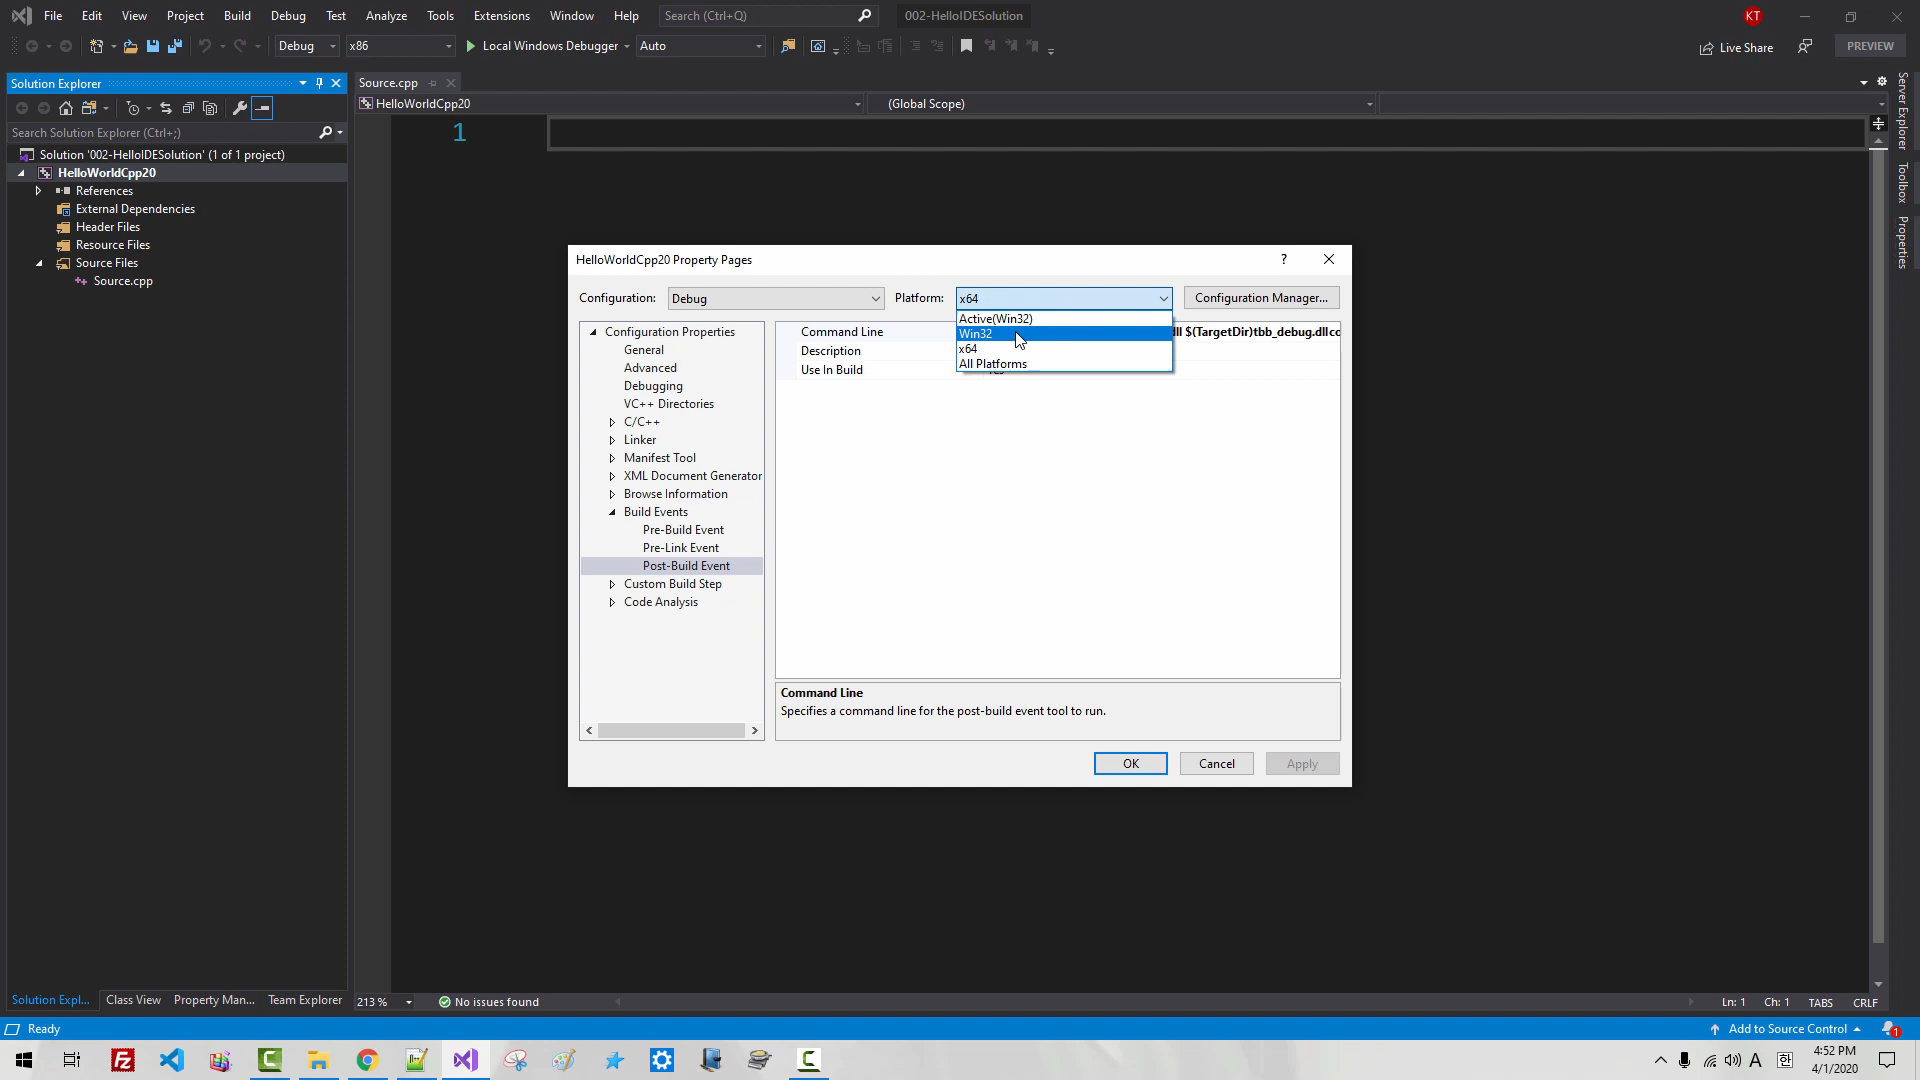 File Edit View Project Build Debug Test Analyze Tools Extensions Window Help Search (Ctrl+Q) 002-HelloIDESolution KT
Debug x86 Local Windows Debugger Auto Live Share PREVIEW
Solution Explorer
Search Solution Explorer (Ctrl+;)
Solution '002-HelloIDESolution' (1 of 1 project)
HelloWorldCpp20
References
External Dependencies
Header Files
Resource Files
Source Files
Source.cpp
Source.cpp
HelloWorldCpp20 (Global Scope)
1
HelloWorldCpp20 Property Pages ?
Configuration: Debug Platform: x64 Configuration Manager...
Active(Win32)
Win32
x64
All Platforms
Configuration Properties
General
Advanced
Debugging
VC++ Directories
C/C++
Linker
Manifest Tool
XML Document Generator
Browse Information
Build Events
Pre-Build Event
Pre-Link Event
Post-Build Event
Custom Build Step
Code Analysis
Command Line $(TargetDir)tbb_debug.dllco
Description
Use In Build
Command Line
Specifies a command line for the post-build event tool to run.
OK Cancel Apply
Server Explorer
Toolbox
Properties
Solution Expl... Class View Property Man... Team Explorer
213 % No issues found Ln: 1 Ch: 1 TABS CRLF
Ready Add to Source Control 1
A 한 4:52 PM
4/1/2020